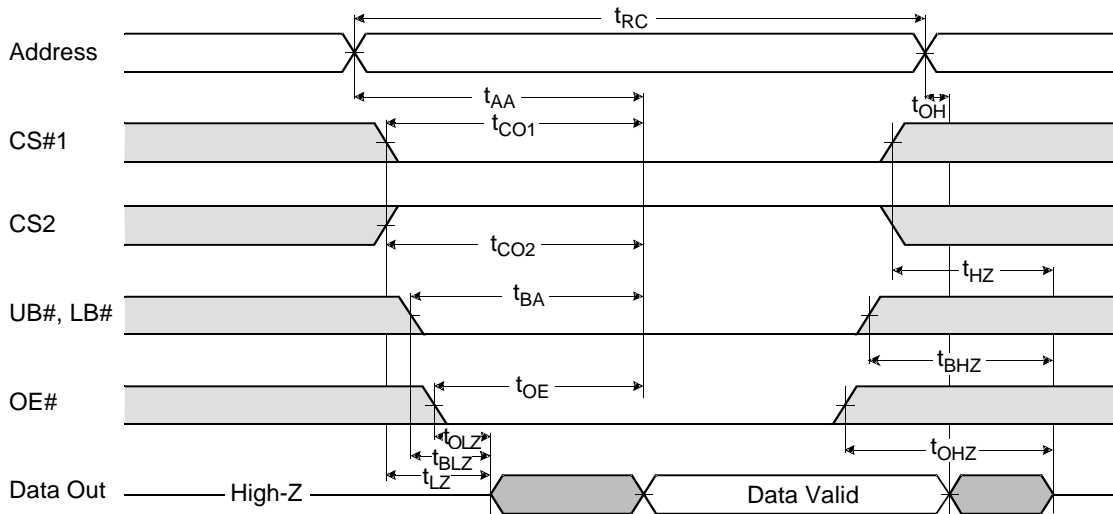 tRC
Address
tAA
tOH
CS#1
tCO1
CS2
tCO2
tHZ
UB#, LB#
tBA
tBHZ
OE#
tOE
tOLZ
tOHZ
tBLZ
tLZ
Data Out
High-Z
Data Valid